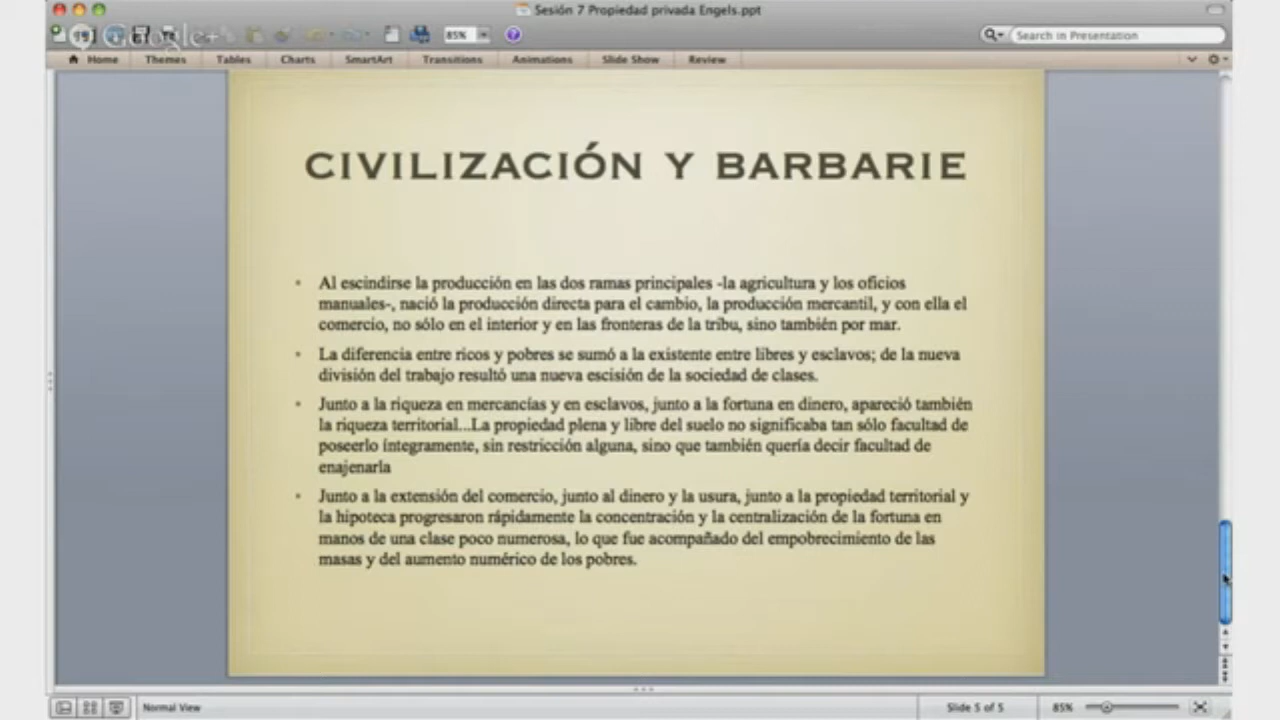 Sesión 7 Propiedad privada Engels.ppt
Google+
85%
Search in Presentation
Home Themes Tables Charts SmartArt Transitions Animations Slide Show Review
CIVILIZACIÓN Y BARBARIE
• Al escindirse la producción en las dos ramas principales -la agricultura y los oficios
manuales-, nació la producción directa para el cambio, la producción mercantil, y con ella el
comercio, no sólo en el interior y en las fronteras de la tribu, sino también por mar.
• La diferencia entre ricos y pobres se sumó a la existente entre libres y esclavos; de la nueva
división del trabajo resultó una nueva escisión de la sociedad de clases.
• Junto a la riqueza en mercancías y en esclavos, junto a la fortuna en dinero, apareció también
la riqueza territorial...La propiedad plena y libre del suelo no significaba tan sólo facultad de
poseerlo íntegramente, sin restricción alguna, sino que también quería decir facultad de
enajenarla
• Junto a la extensión del comercio, junto al dinero y la usura, junto a la propiedad territorial y
la hipoteca progresaron rápidamente la concentración y la centralización de la fortuna en
manos de una clase poco numerosa, lo que fue acompañado del empobrecimiento de las
masas y del aumento numérico de los pobres.
Normal View
Slide 5 of 5
85%